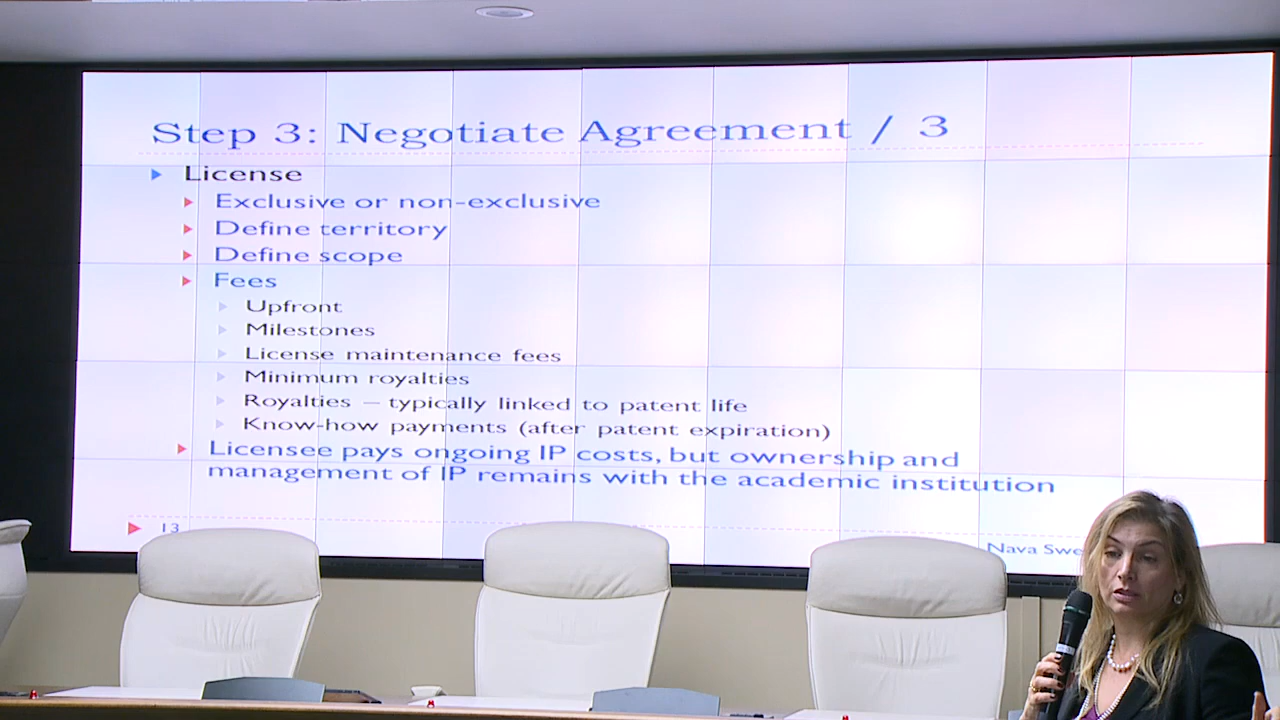 Step 3: Negotiate Agreement / 3
License
Exclusive or non-exclusive
Define territory
Define scope
Fees
Upfront
Milestones
License maintenance fees
Minimum royalties
Royalties – typically linked to patent life
Know-how payments (after patent expiration)
Licensee pays ongoing IP costs, but ownership and
management of IP remains with the academic institution
13
Nava